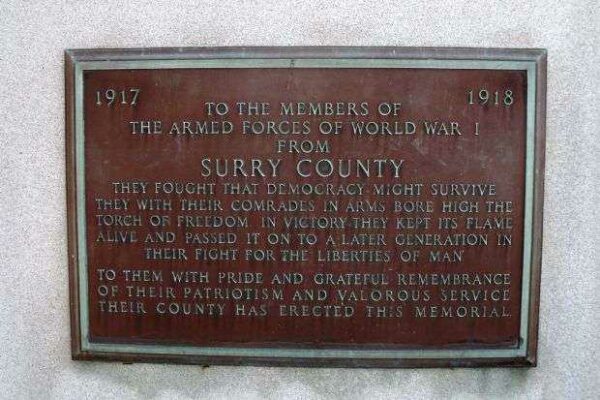 1917 1918
TO THE MEMBERS OF
THE ARMED FORCES OF WORLD WAR I
FROM
SURRY COUNTY
THEY FOUGHT THAT DEMOCRACY MIGHT SURVIVE
THEY WITH THEIR COMRADES IN ARMS BORE HIGH THE
TORCH OF FREEDOM IN VICTORY THEY KEPT ITS FLAME
ALIVE AND PASSED IT ON TO A LATER GENERATION IN
THEIR FIGHT FOR THE LIBERTIES OF MAN
TO THEM WITH PRIDE AND GRATEFUL REMEMBRANCE
OF THEIR PATRIOTISM AND VALOROUS SERVICE
THEIR COUNTY HAS ERECTED THIS MEMORIAL